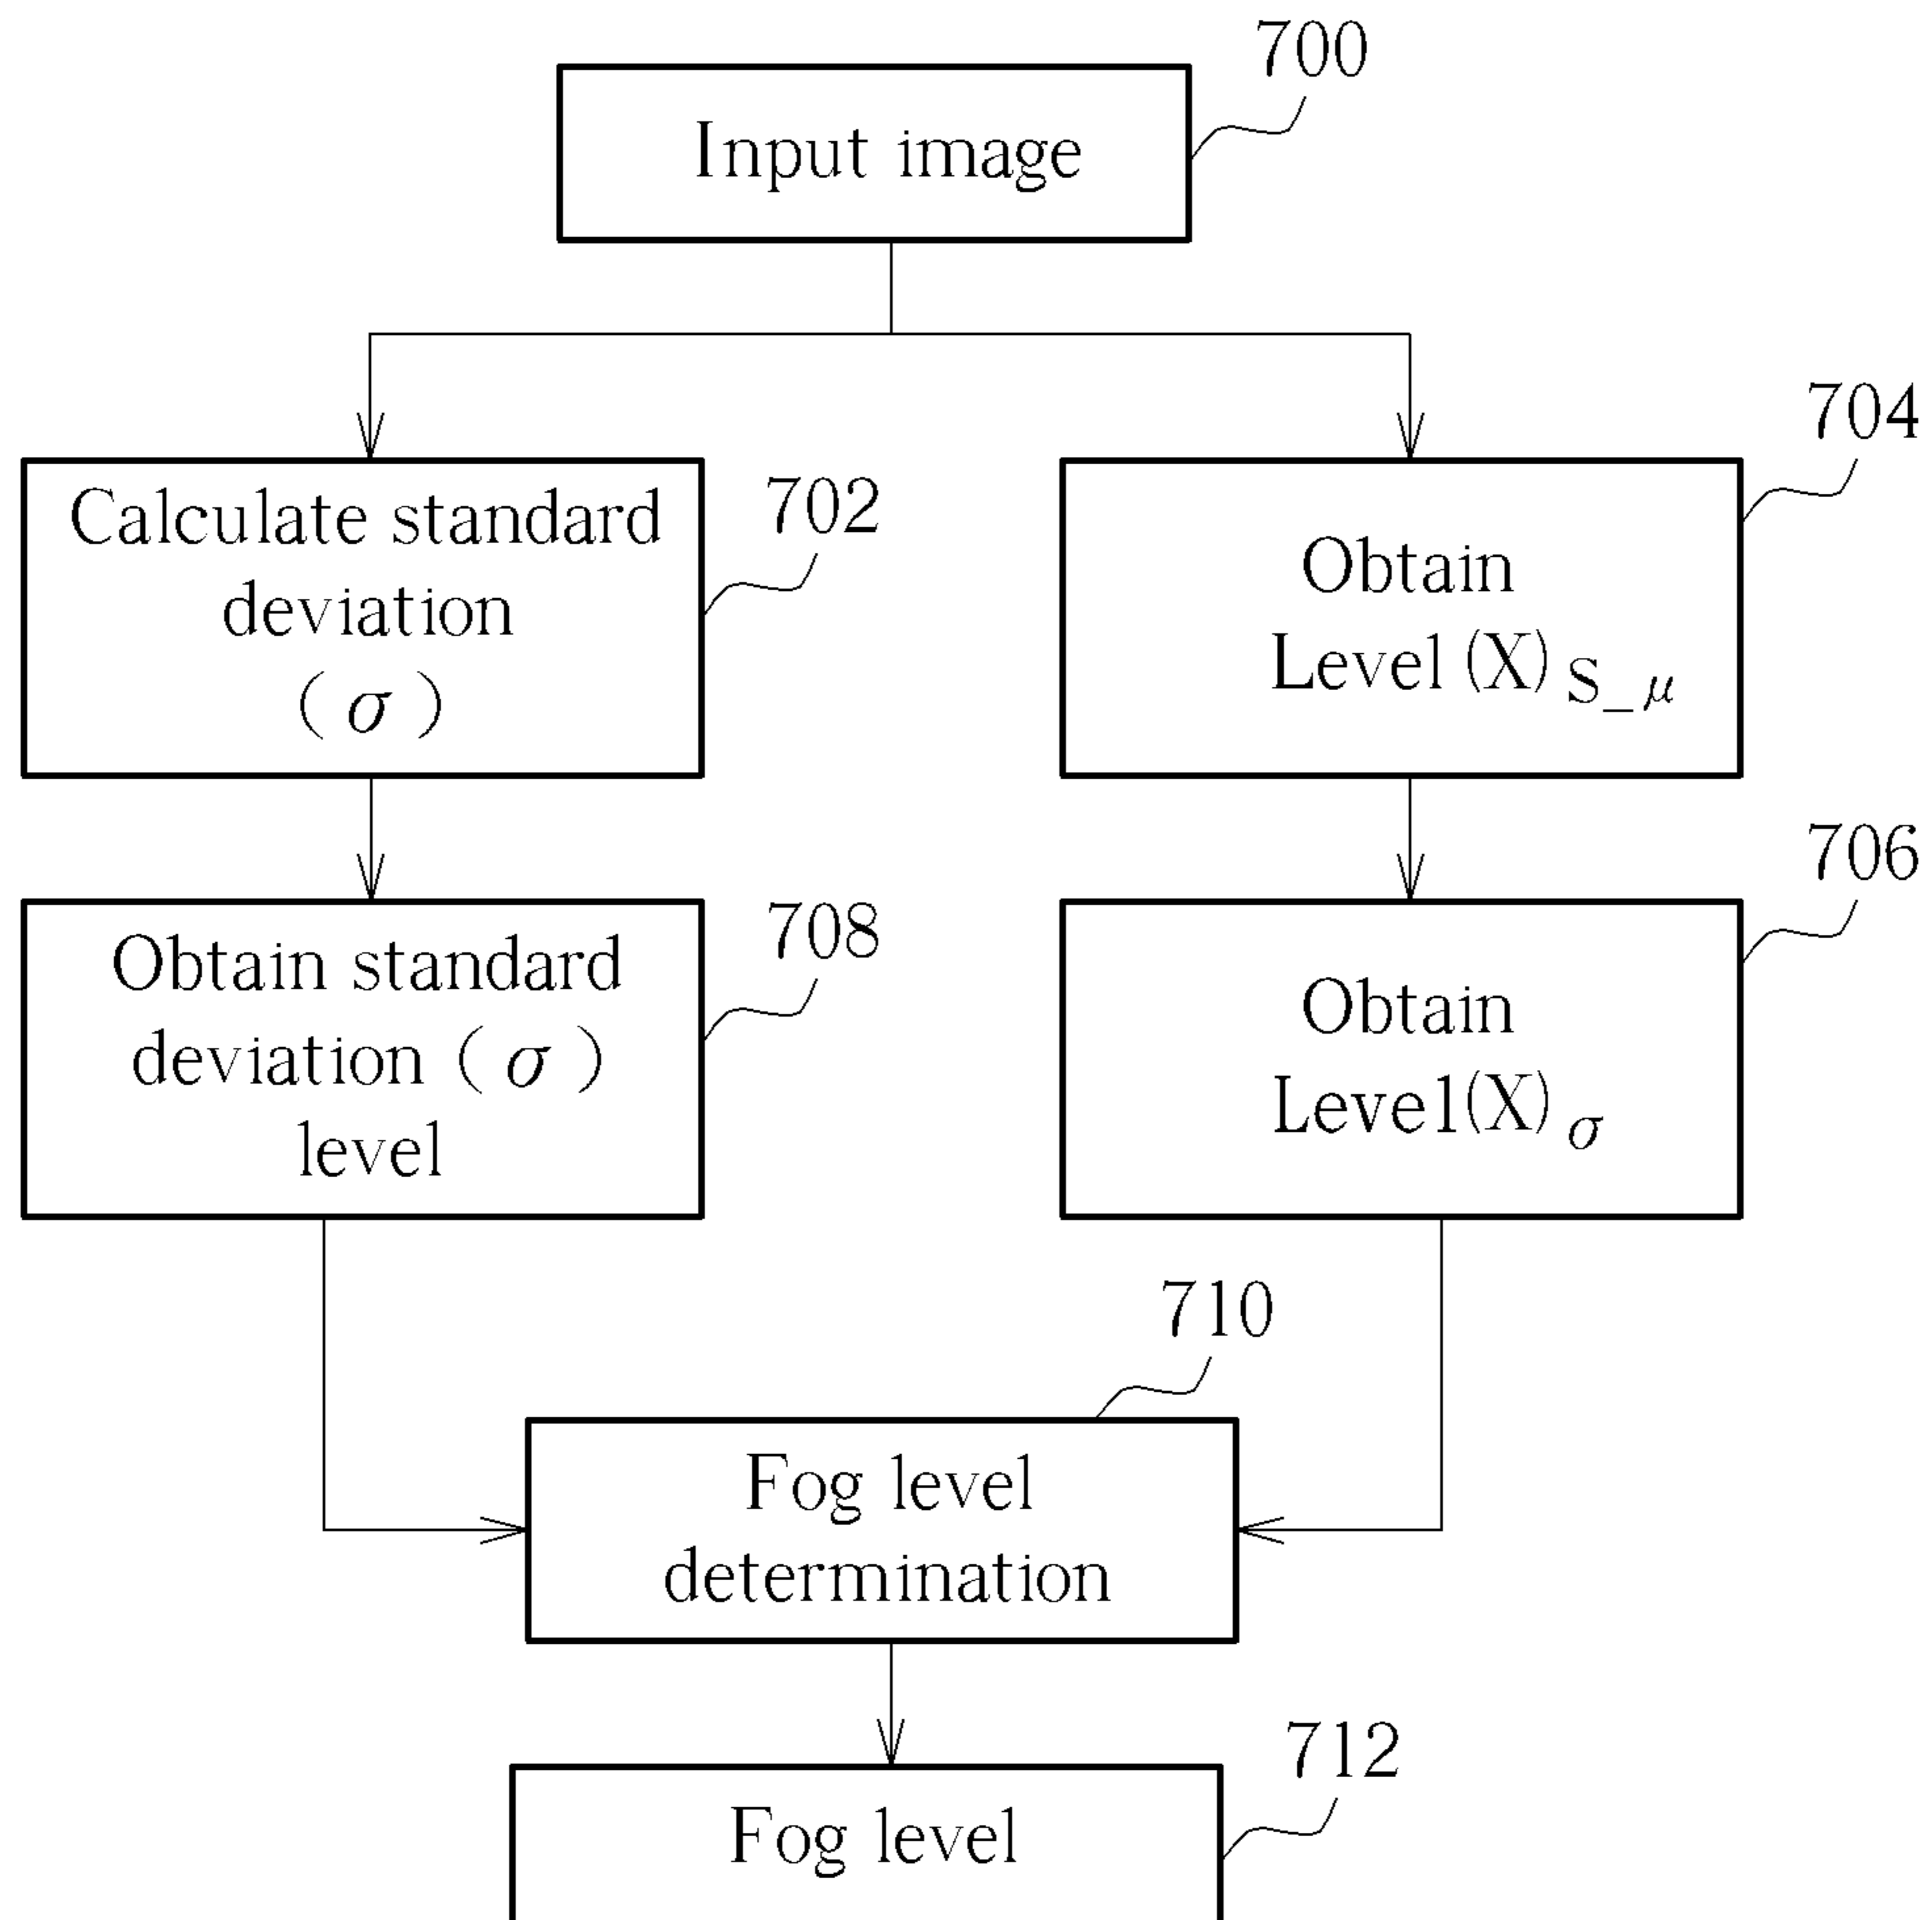 700
Input image
704
702
Calculate standard
deviation
( σ )
Obtain
Level (X) S_μ
706
708
Obtain standard
deviation ( σ )
level
Obtain
Level(X) σ
710
Fog level
determination
712
Fog level